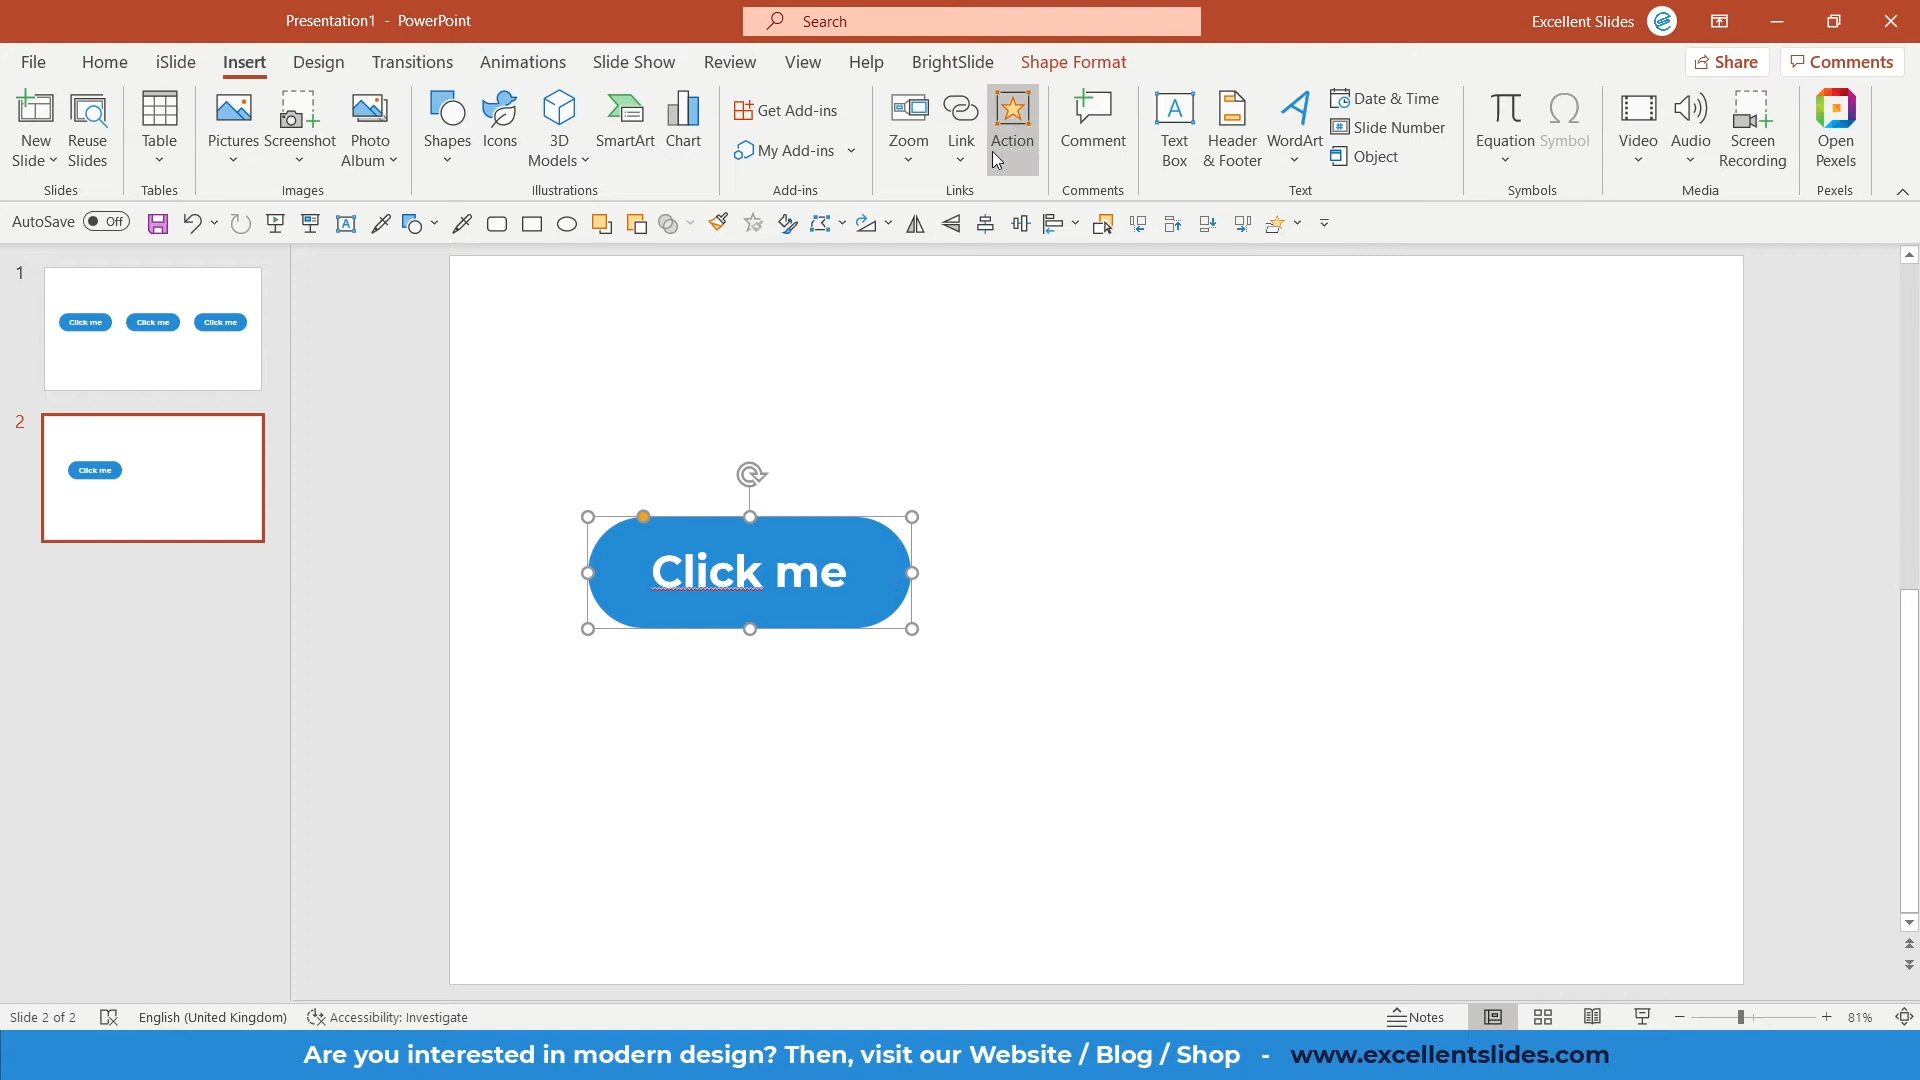 Presentation1 - PowerPoint
Search
Excellent Slides
File Home iSlide Insert Design Transitions Animations Slide Show Review View Help BrightSlide Shape Format
Share Comments
New Slide
Reuse Slides
Table
Pictures
Screenshot
Photo Album
Shapes
Icons
3D Models
SmartArt
Chart
Get Add-ins
My Add-ins
Zoom
Link
Action
Comment
Text Box
Header & Footer
WordArt
Date & Time
Slide Number
Object
Equation
Symbol
Video
Audio
Screen Recording
Open Pexels
Slides Tables Images Illustrations Add-ins Links Comments Text Symbols Media Pexels
AutoSave Off
1
Click me Click me Click me
2
Click me
Click me
Slide 2 of 2 English (United Kingdom) Accessibility: Investigate
Notes
81%
Are you interested in modern design? Then, visit our Website / Blog / Shop - www.excellentslides.com